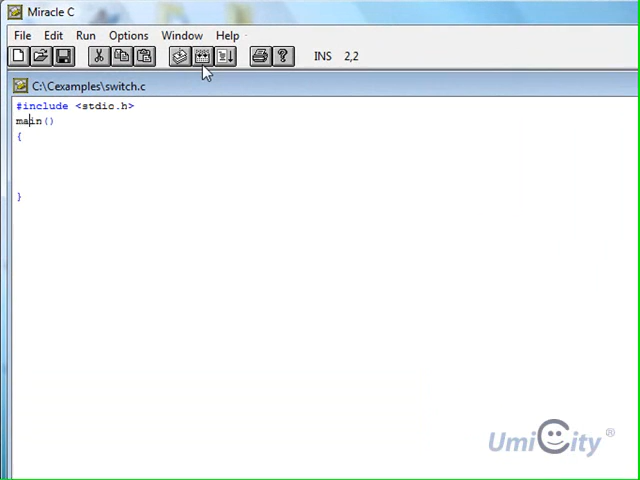 Miracle C
File Edit Run Options Window Help
INS 2,2
C:\Cexamples\switch.c
#include <stdio.h>
main()
{
}
UmiCity ®